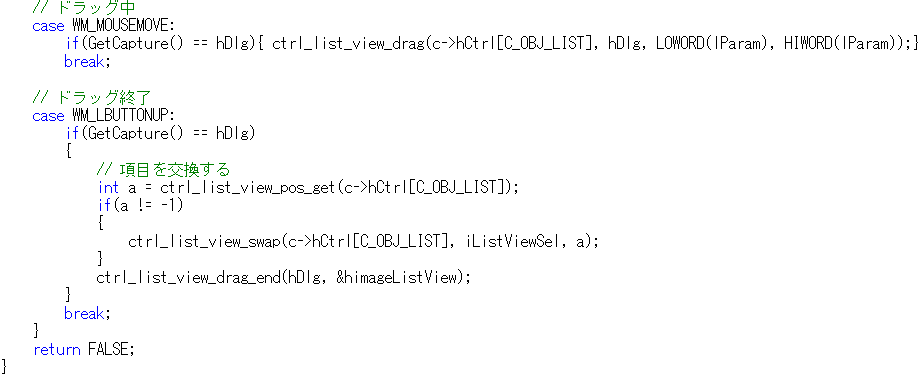 // ドラッグ中
case WM_MOUSEMOVE:
if(GetCapture() == hDlg){ ctrl_list_view_drag(c->hCtrl[C_OBJ_LIST], hDlg, LOWORD(lParam), HIWORD(lParam));}
break;
// ドラッグ終了
case WM_LBUTTONUP:
if(GetCapture() == hDlg)
{
// 項目を交換する
int a = ctrl_list_view_pos_get(c->hCtrl[C_OBJ_LIST]);
if(a != -1)
{
ctrl_list_view_swap(c->hCtrl[C_OBJ_LIST], iListViewSel, a);
}
ctrl_list_view_drag_end(hDlg, &himageListView);
}
break;
}
return FALSE;
}